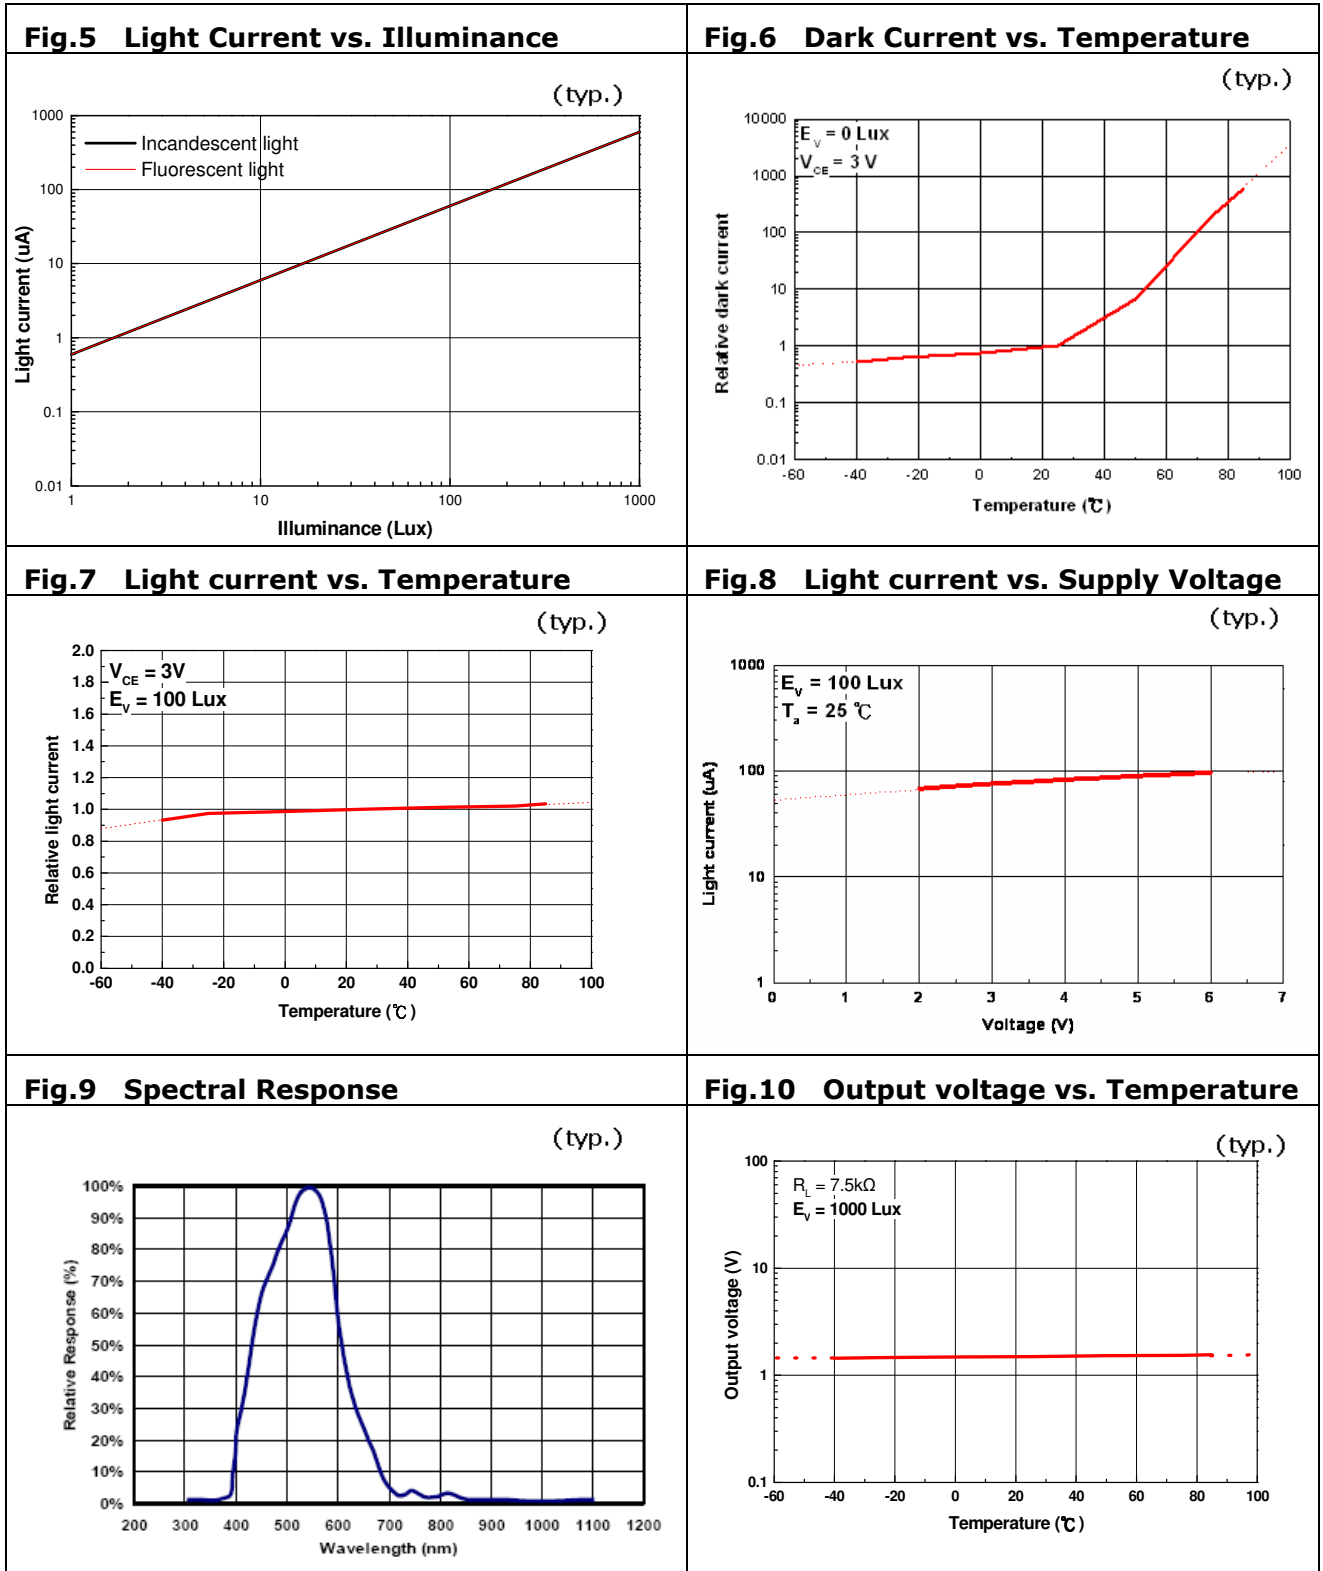 Fig.5 Light Current vs. Illuminance
(typ.)
1000
100
10
1
0.1
0.01
Incandescent light
Fluorescent light
Light current (uA)
1 10 100 1000
Illuminance (Lux)
Fig.6 Dark Current vs. Temperature
(typ.)
10000
1000
100
10
1
0.1
0.01
EV = 0 Lux
VCE = 3 V
Relative dark current
-60 -40 -20 0 20 40 60 80 100
Temperature (℃)
Fig.7 Light current vs. Temperature
(typ.)
2.0
1.8
1.6
1.4
1.2
1.0
0.8
0.6
0.4
0.2
0.0
VCE = 3V
EV = 100 Lux
Relative light current
-60 -40 -20 0 20 40 60 80 100
Temperature (℃)
Fig.8 Light current vs. Supply Voltage
(typ.)
1000
100
10
1
EV = 100 Lux
Ta = 25 ℃
Light current (uA)
0 1 2 3 4 5 6 7
Voltage (V)
Fig.9 Spectral Response
(typ.)
100%
90%
80%
70%
60%
50%
40%
30%
20%
10%
0%
Relative Response (%)
200 300 400 500 600 700 800 900 1000 1100 1200
Wavelength (nm)
Fig.10 Output voltage vs. Temperature
(typ.)
100
10
1
0.1
RL = 7.5kΩ
EV = 1000 Lux
Output voltage (V)
-60 -40 -20 0 20 40 60 80 100
Temperature (℃)